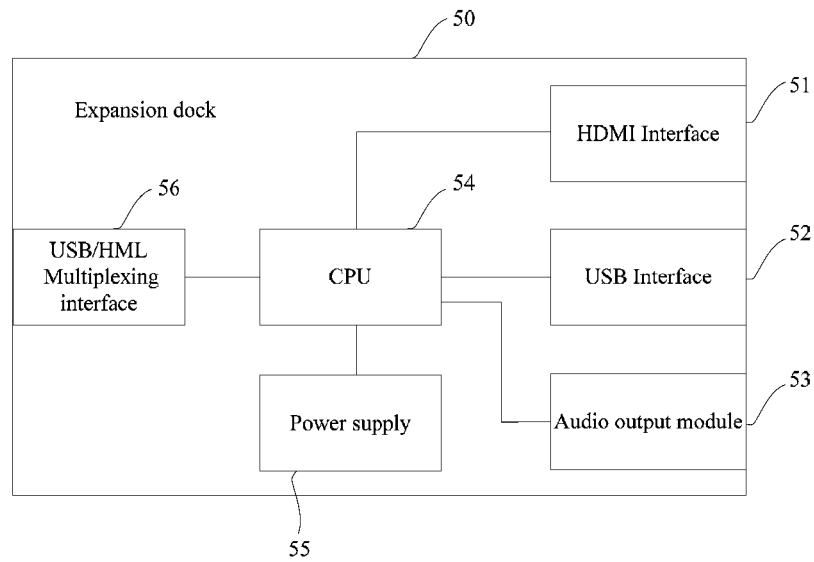 50
Expansion dock
51
HDMI Interface
56
54
USB/HML
Multiplexing
interface
CPU
52
USB Interface
Power supply
53
Audio output module
55